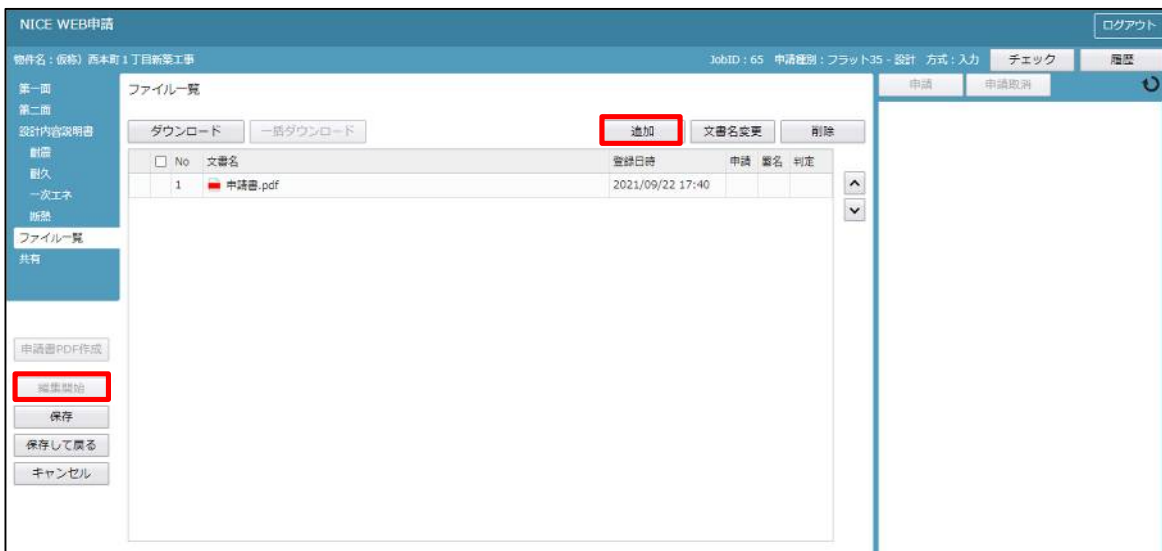 NICE WEB申請
ログアウト
物件名：仮称）西本町１丁目新築工事
JobID：65 申請種別：フラット35 - 設計 方式：入力
チェック
履歴
第一面
第二面
設計内容説明書
耐震
耐久
一次エネ
断熱
ファイル一覧
共有
ファイル一覧
申請
申請取消
ダウンロード
一括ダウンロード
追加
文書名変更
削除
No 文書名 登録日時 申請 署名 判定
1 申請書.pdf 2021/09/22 17:40
申請書PDF作成
編集開始
保存
保存して戻る
キャンセル